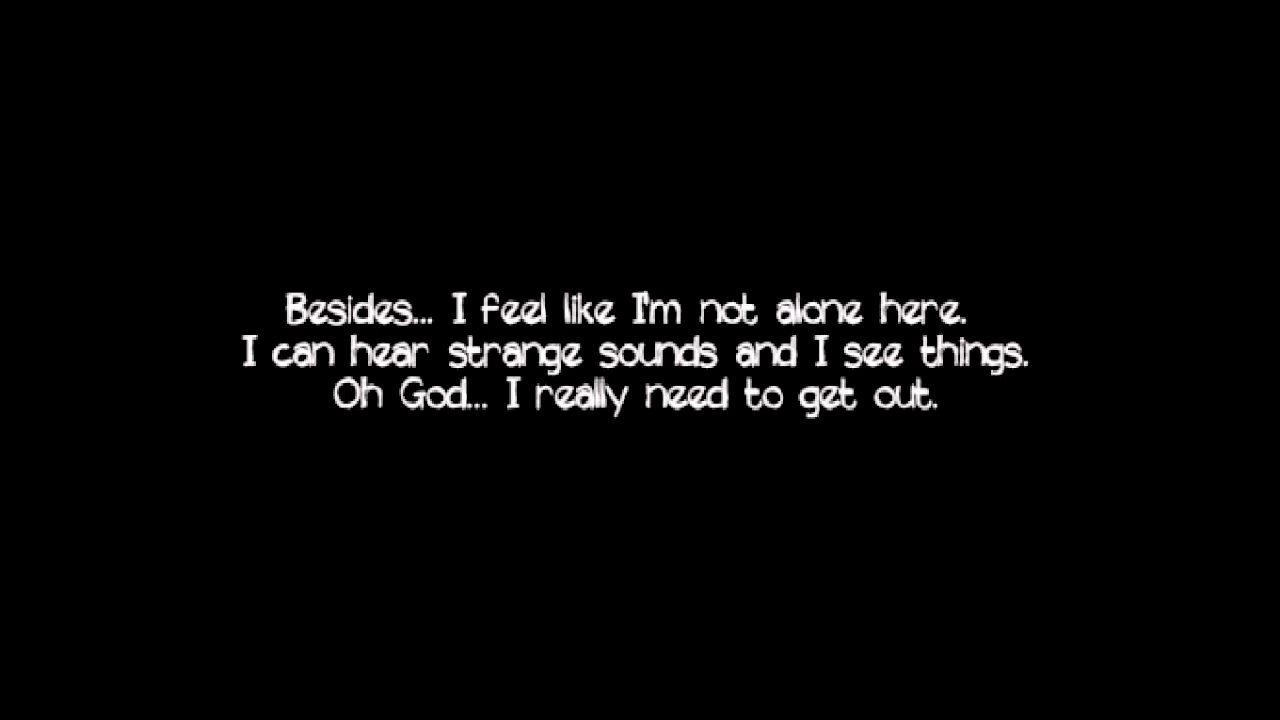 Besides... I feel like I'm not alone here.
I can hear strange sounds and I see things.
Oh God... I really need to get out.